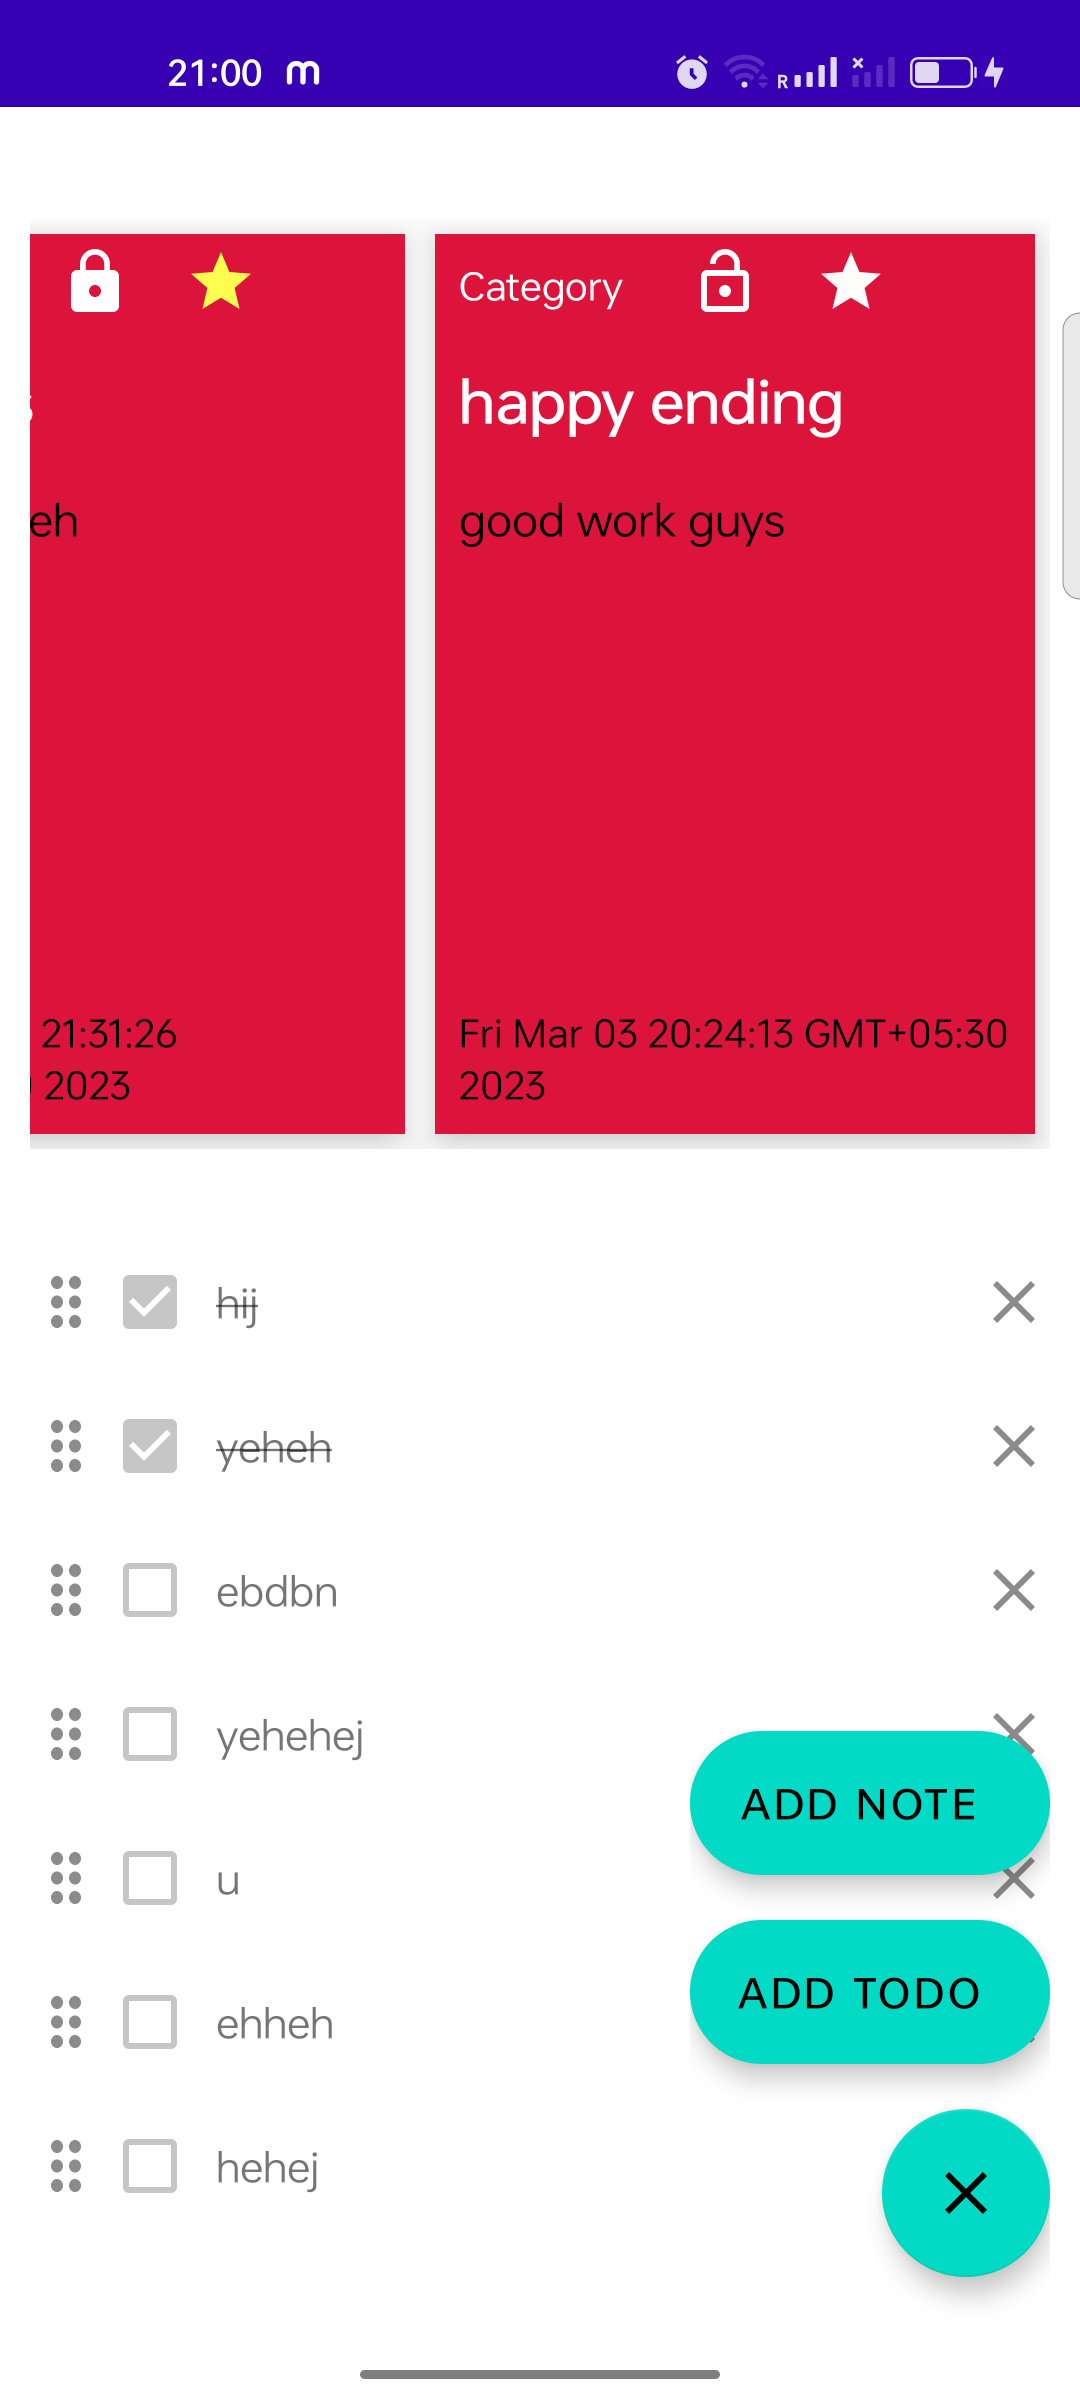 21:00
R
eh
21:31:26
2023
Category
happy ending
good work guys
Fri Mar 03 20:24:13 GMT+05:30
2023
hij
yeheh
ebdbn
yehehej
ADD NOTE
u
ADD TODO
ehheh
hehej